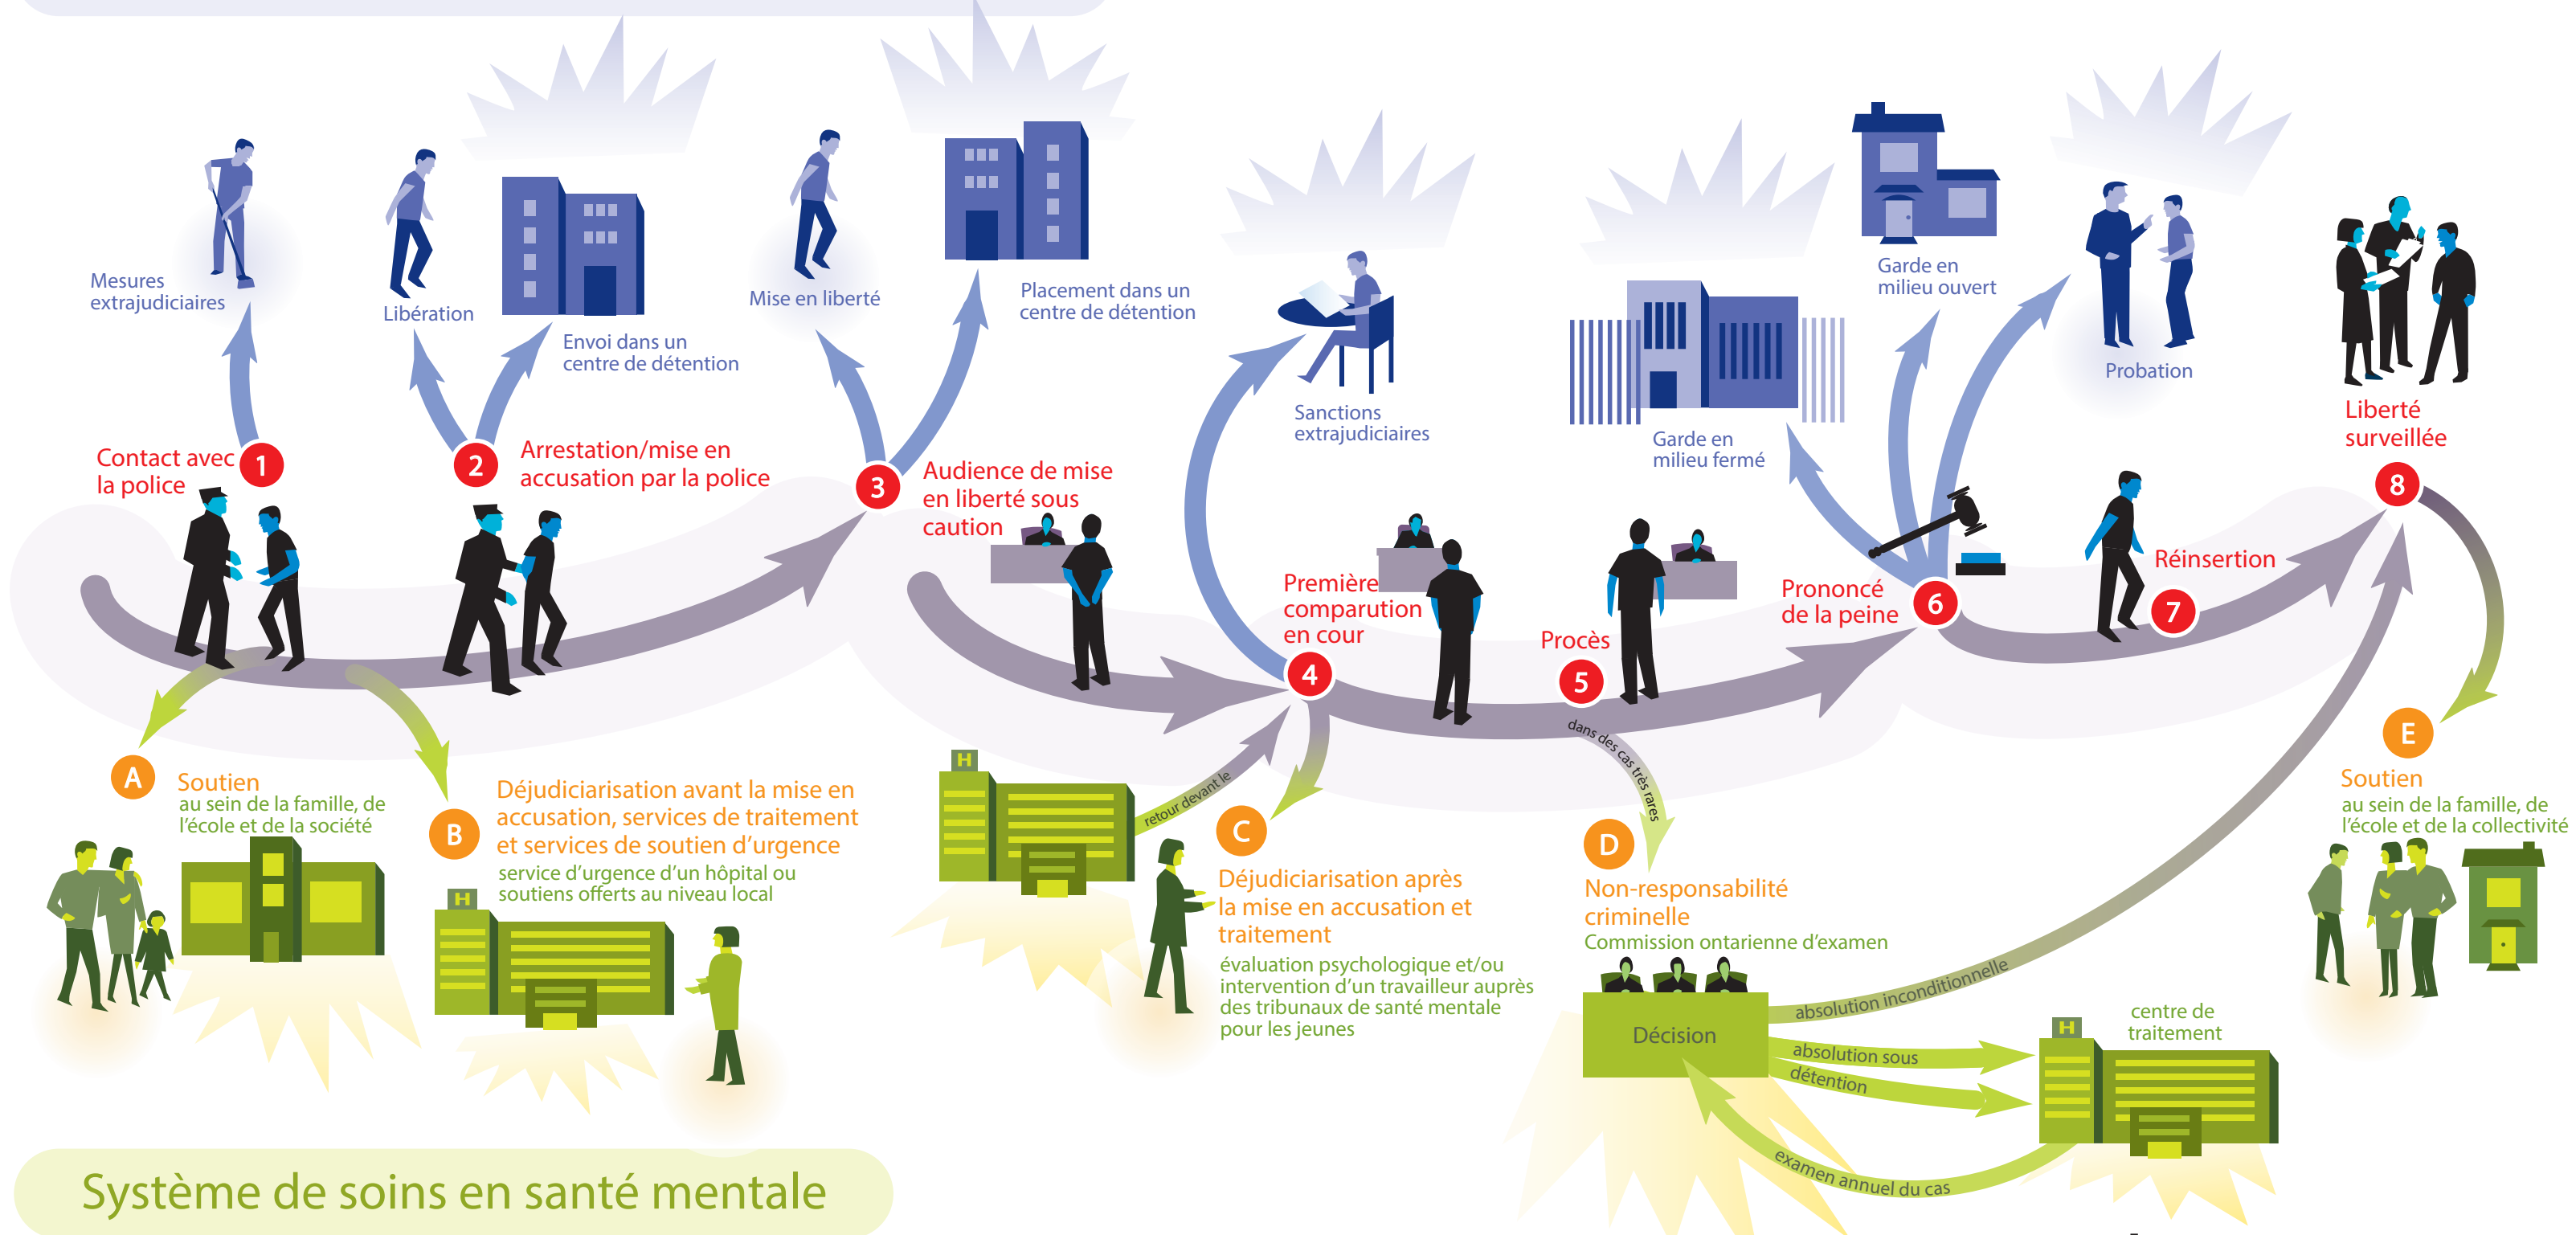 Mesures
extrajudiciaires
Libération
Envoi dans un
centre de détention
Mise en liberté
Placement dans un
centre de détention
Sanctions
extrajudiciaires
Garde en
milieu fermé
Garde en
milieu ouvert
Probation
Contact avec
la police
1
2
Arrestation/mise en
accusation par la police
3
Audience de mise
en liberté sous
caution
Première
comparution
en cour
4
Procès
5
Prononcé
de la peine
6
Réinsertion
7
Liberté
surveillée
8
A
Soutien
au sein de la famille, de
l’école et de la société
B
Déjudiciarisation avant la mise en
accusation, services de traitement
et services de soutien d’urgence
service d’urgence d’un hôpital ou
soutiens offerts au niveau local
H
H
retour devant le
C
Déjudiciarisation après
la mise en accusation et
traitement
évaluation psychologique et/ou
intervention d’un travailleur auprès
des tribunaux de santé mentale
pour les jeunes
dans des cas très rares
D
Non-responsabilité
criminelle
Commission ontarienne d’examen
Décision
absolution inconditionnelle
absolution sous
détention
examen annuel du cas
centre de
traitement
H
E
Soutien
au sein de la famille, de
l’école et de la collectivité
Système de soins en santé mentale